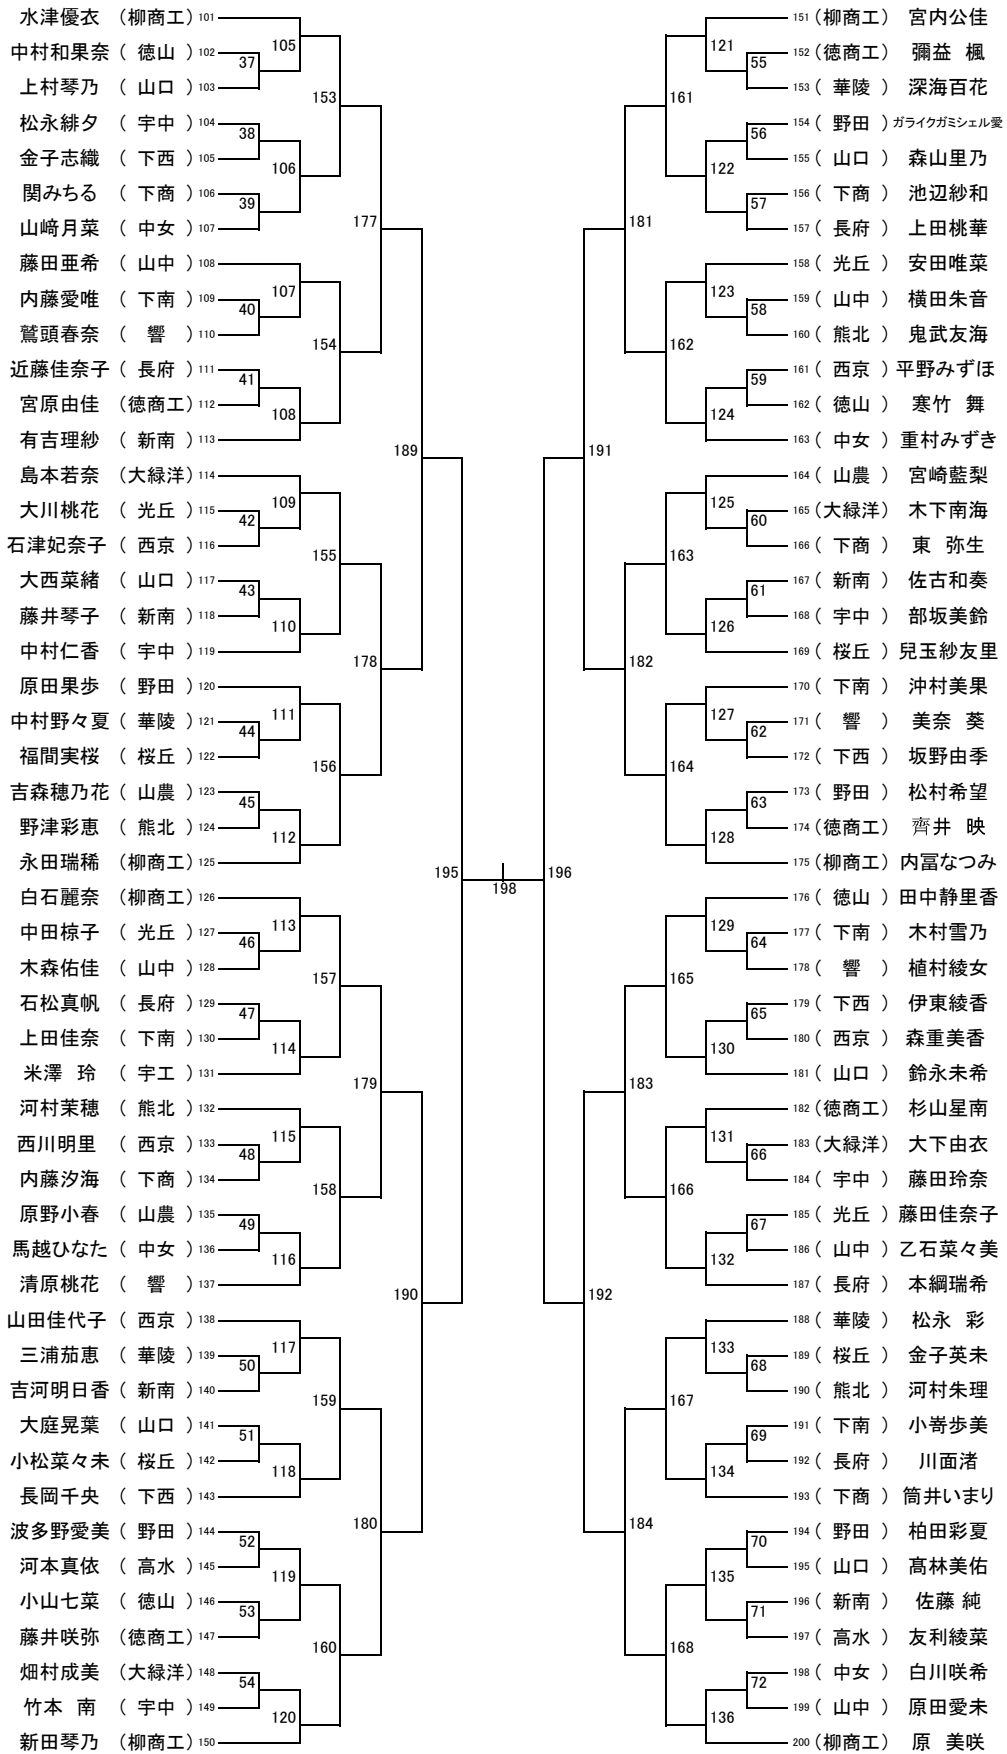 水津優衣 (柳商工) 101
中村和果奈 ( 徳山 ) 102
上村琴乃 ( 山口 ) 103
松永緋夕 ( 宇中 ) 104
金子志織 ( 下西 ) 105
関みちる ( 下商 ) 106
山﨑月菜 ( 中女 ) 107
藤田亜希 ( 山中 ) 108
内藤愛唯 ( 下南 ) 109
鷲頭春奈 ( 響 ) 110
近藤佳奈子 ( 長府 ) 111
宮原由佳 (徳商工) 112
有吉理紗 ( 新南 ) 113
島本若奈 (大緑洋) 114
大川桃花 ( 光丘 ) 115
石津妃奈子 ( 西京 ) 116
大西菜緒 ( 山口 ) 117
藤井琴子 ( 新南 ) 118
中村仁香 ( 宇中 ) 119
原田果歩 ( 野田 ) 120
中村野々夏 ( 華陵 ) 121
福間実桜 ( 桜丘 ) 122
吉森穂乃花 ( 山農 ) 123
野津彩恵 ( 熊北 ) 124
永田瑞稀 (柳商工) 125
白石麗奈 (柳商工) 126
中田椋子 ( 光丘 ) 127
木森佑佳 ( 山中 ) 128
石松真帆 ( 長府 ) 129
上田佳奈 ( 下南 ) 130
米澤 玲 ( 宇工 ) 131
河村茉穂 ( 熊北 ) 132
西川明里 ( 西京 ) 133
内藤汐海 ( 下商 ) 134
原野小春 ( 山農 ) 135
馬越ひなた ( 中女 ) 136
清原桃花 ( 響 ) 137
山田佳代子 ( 西京 ) 138
三浦茄恵 ( 華陵 ) 139
吉河明日香 ( 新南 ) 140
大庭晃葉 ( 山口 ) 141
小松菜々未 ( 桜丘 ) 142
長岡千央 ( 下西 ) 143
波多野愛美 ( 野田 ) 144
河本真依 ( 高水 ) 145
小山七菜 ( 徳山 ) 146
藤井咲弥 (徳商工) 147
畑村成美 (大緑洋) 148
竹本 南 ( 宇中 ) 149
新田琴乃 (柳商工) 150
37
38
39
40
41
42
43
44
45
46
47
48
49
50
51
52
53
54
105
106
107
108
109
110
111
112
113
114
115
116
117
118
119
120
153
154
155
156
157
158
159
160
177
178
179
180
189
190
195
198
196
191
192
181
182
183
184
161
162
163
164
165
166
167
168
121
122
123
124
125
126
127
128
129
130
131
132
133
134
135
136
55
56
57
58
59
60
61
62
63
64
65
66
67
68
69
70
71
72
151 (柳商工) 宮内公佳
152 (徳商工) 彌益 楓
153 ( 華陵 ) 深海百花
154 ( 野田 ) ガライクガミシェル愛
155 ( 山口 ) 森山里乃
156 ( 下商 ) 池辺紗和
157 ( 長府 ) 上田桃華
158 ( 光丘 ) 安田唯菜
159 ( 山中 ) 横田朱音
160 ( 熊北 ) 鬼武友海
161 ( 西京 ) 平野みずほ
162 ( 徳山 ) 寒竹 舞
163 ( 中女 ) 重村みずき
164 ( 山農 ) 宮崎藍梨
165 (大緑洋) 木下南海
166 ( 下商 ) 東 弥生
167 ( 新南 ) 佐古和奏
168 ( 宇中 ) 部坂美鈴
169 ( 桜丘 ) 兒玉紗友里
170 ( 下南 ) 沖村美果
171 ( 響 ) 美奈 葵
172 ( 下西 ) 坂野由季
173 ( 野田 ) 松村希望
174 (徳商工) 齊井 映
175 (柳商工) 内冨なつみ
176 ( 徳山 ) 田中静里香
177 ( 下南 ) 木村雪乃
178 ( 響 ) 植村綾女
179 ( 下西 ) 伊東綾香
180 ( 西京 ) 森重美香
181 ( 山口 ) 鈴永未希
182 (徳商工) 杉山星南
183 (大緑洋) 大下由衣
184 ( 宇中 ) 藤田玲奈
185 ( 光丘 ) 藤田佳奈子
186 ( 山中 ) 乙石菜々美
187 ( 長府 ) 本綱瑞希
188 ( 華陵 ) 松永 彩
189 ( 桜丘 ) 金子英未
190 ( 熊北 ) 河村朱理
191 ( 下南 ) 小嵜歩美
192 ( 長府 ) 川面渚
193 ( 下商 ) 筒井いまり
194 ( 野田 ) 柏田彩夏
195 ( 山口 ) 髙林美佑
196 ( 新南 ) 佐藤 純
197 ( 高水 ) 友利綾菜
198 ( 中女 ) 白川咲希
199 ( 山中 ) 原田愛未
200 (柳商工) 原 美咲